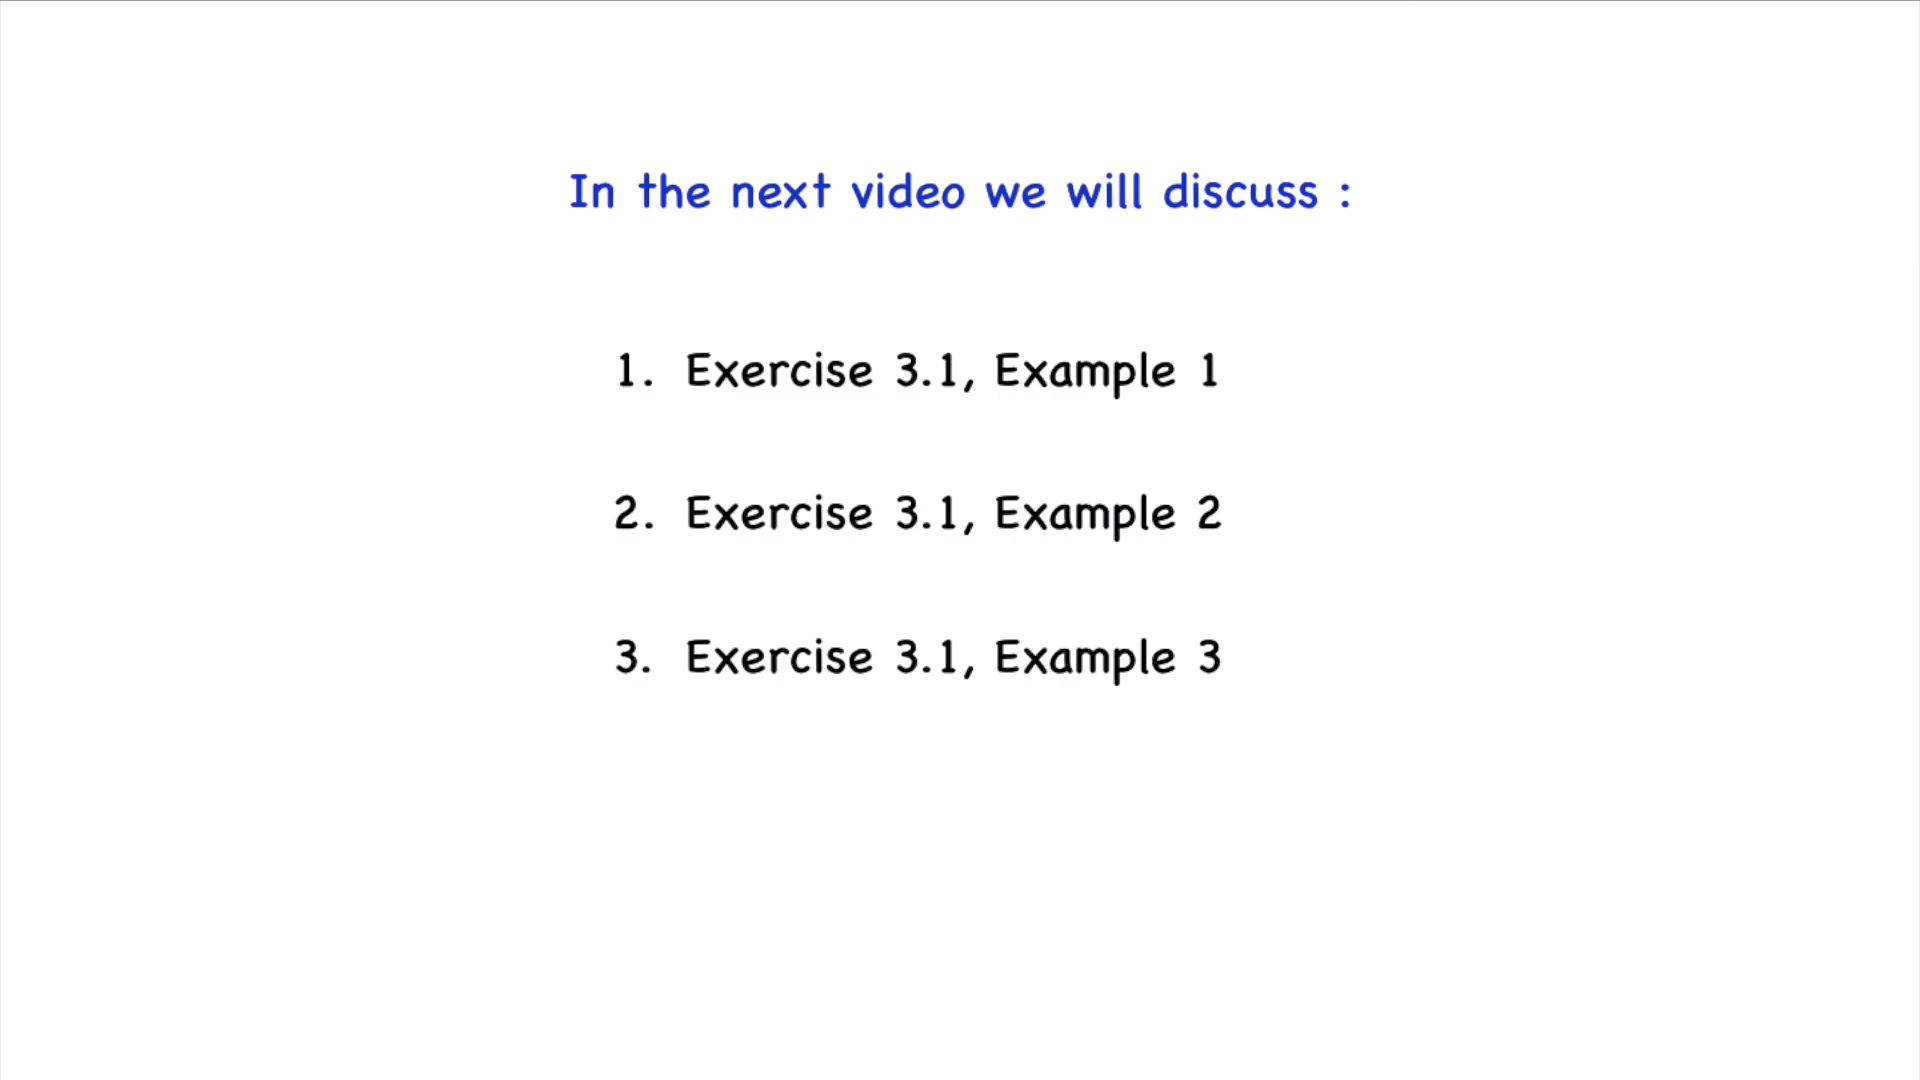 In the next video we will discuss :
1. Exercise 3.1, Example 1
2. Exercise 3.1, Example 2
3. Exercise 3.1, Example 3